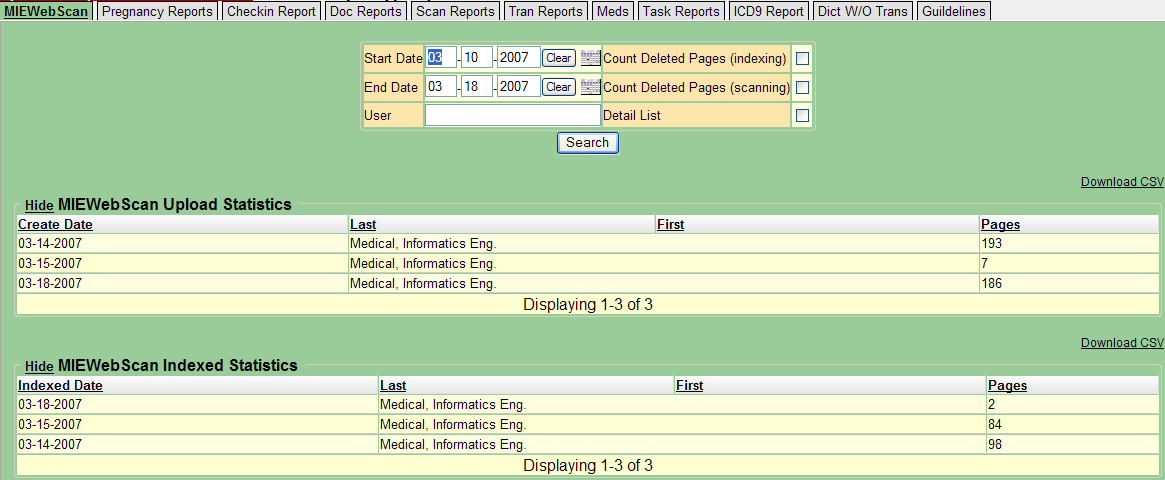 MIEWebScan Pregnancy Reports Checkin Report Doc Reports Scan Reports Tran Reports Meds Task Reports ICD9 Report Dict W/O Trans Guildelines
Start Date 03 - 10 - 2007 Clear Count Deleted Pages (indexing)
End Date 03 - 18 - 2007 Clear Count Deleted Pages (scanning)
User Detail List
Search
Download CSV
Hide MIEWebScan Upload Statistics
Create Date Last First Pages
03-14-2007 Medical, Informatics Eng. 193
03-15-2007 Medical, Informatics Eng. 7
03-18-2007 Medical, Informatics Eng. 186
Displaying 1-3 of 3
Download CSV
Hide MIEWebScan Indexed Statistics
Indexed Date Last First Pages
03-18-2007 Medical, Informatics Eng. 2
03-15-2007 Medical, Informatics Eng. 84
03-14-2007 Medical, Informatics Eng. 98
Displaying 1-3 of 3